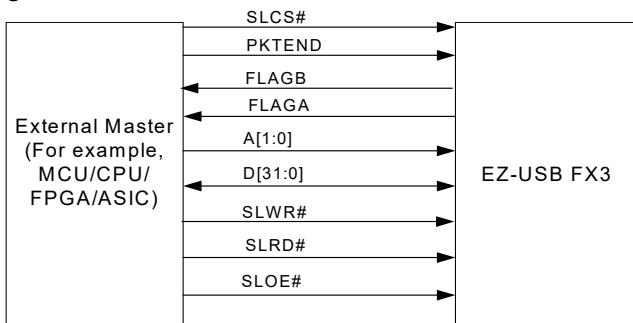 SLCS#
PKTEND
FLAGB
FLAGA
External Master
(For example,
MCU/CPU/
FPGA/ASIC)
A[1:0]
D[31:0]
EZ-USB FX3
SLWR#
SLRD#
SLOE#